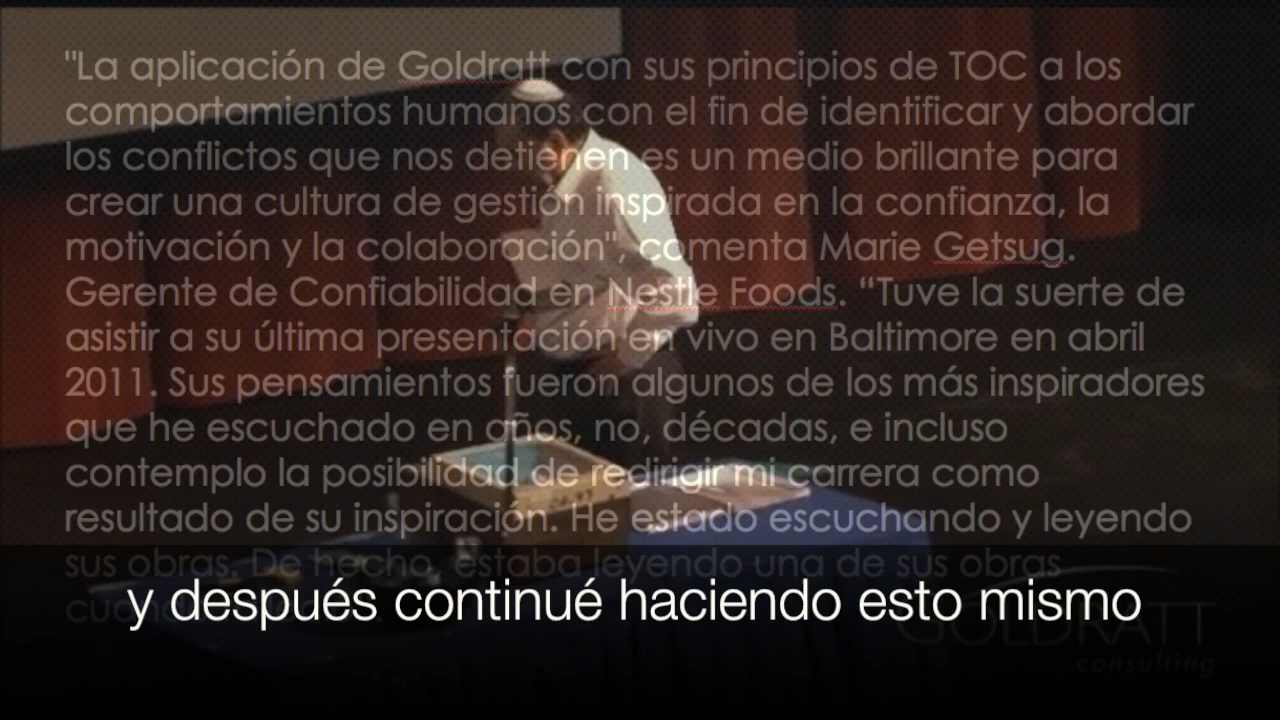 "La aplicación de Goldratt con sus principios de TOC a los
comportamientos humanos con el fin de identificar y abordar
los conflictos que nos detienen es un medio brillante para
crear una cultura de gestión inspirada en la confianza, la
motivación y la colaboración", comenta Marie Getsug.
Gerente de Confiabilidad en Nestle Foods. “Tuve la suerte de
asistir a su última presentación en vivo en Baltimore en abril
2011. Sus pensamientos fueron algunos de los más inspiradores
que he escuchado en años, no, décadas, e incluso
contemplo la posibilidad de redirigir mi carrera como
resultado de su inspiración. He estado escuchando y leyendo
sus obras. De hecho, estaba leyendo una de sus obras
y después continué haciendo esto mismo
GOLDRATT
consulting